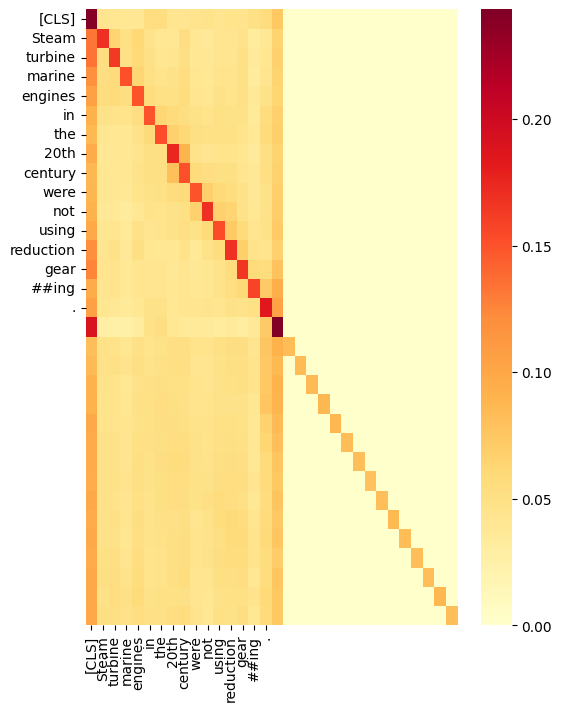 [CLS]
Steam
turbine
marine
engines
in
the
20th
century
were
not
using
reduction
gear
##ing
.
[CLS]
Steam
turbine
marine
engines
in
the
20th
century
were
not
using
reduction
gear
##ing
.
0.20
0.15
0.10
0.05
0.00